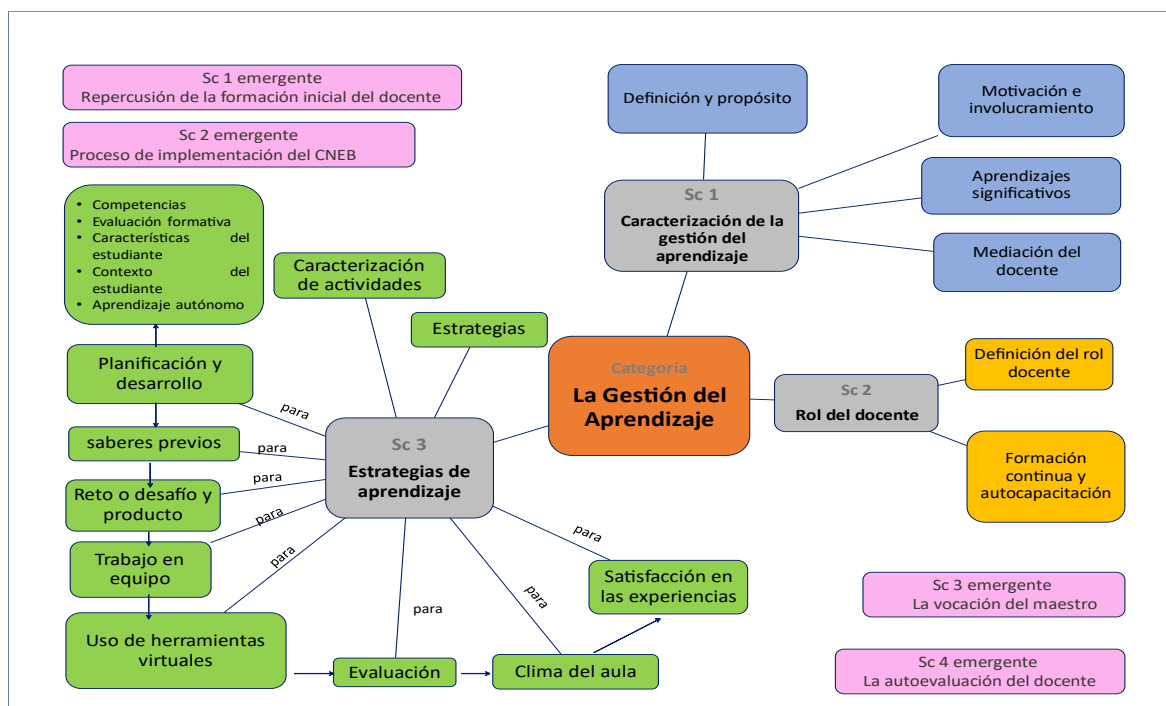 Sc 1 emergente
Repercusión de la formación inicial del docente
Sc 2 emergente
Proceso de implementación del CNEB
• Competencias
• Evaluación formativa
• Características del
estudiante
• Contexto del
estudiante
• Aprendizaje autónomo
Planificación y
desarrollo
saberes previos
Reto o desafío y
producto
Trabajo en
equipo
Uso de herramientas
virtuales
Evaluación
Clima del aula
Satisfacción en
las experiencias
Caracterización
de actividades
Estrategias
Sc 3
Estrategias de
aprendizaje
para
para
para
para
para
para
para
para
Categoría
La Gestión del
Aprendizaje
Sc 1
Caracterización de la
gestión del
aprendizaje
Definición y propósito
Motivación e
involucramiento
Aprendizajes
significativos
Mediación del
docente
Sc 2
Rol del docente
Definición del rol
docente
Formación
continua y
autocapacitación
Sc 3 emergente
La vocación del maestro
Sc 4 emergente
La autoevaluación del docente